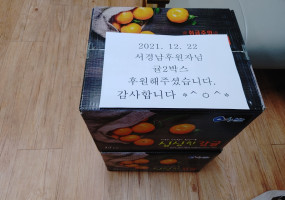 2021. 12. 22
서경남후원자님
귤2박스
후원해주셨습니다.
감사합니다 *^ㅇ^*